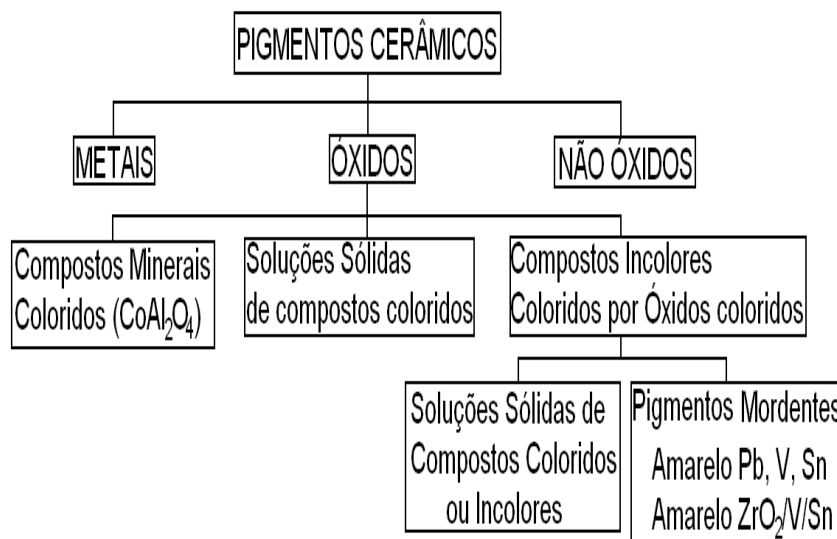 PIGMENTOS CERÂMICOS
METAIS
ÓXIDOS
NÃO ÓXIDOS
Compostos Minerais
Coloridos (CoAl₂O₄)
Soluções Sólidas
de compostos coloridos
Compostos Incolores
Coloridos por Óxidos coloridos
Soluções Sólidas de
Compostos Coloridos
ou Incolores
Pigmentos Mordentes
Amarelo Pb, V, Sn
Amarelo ZrO₂/V/Sn